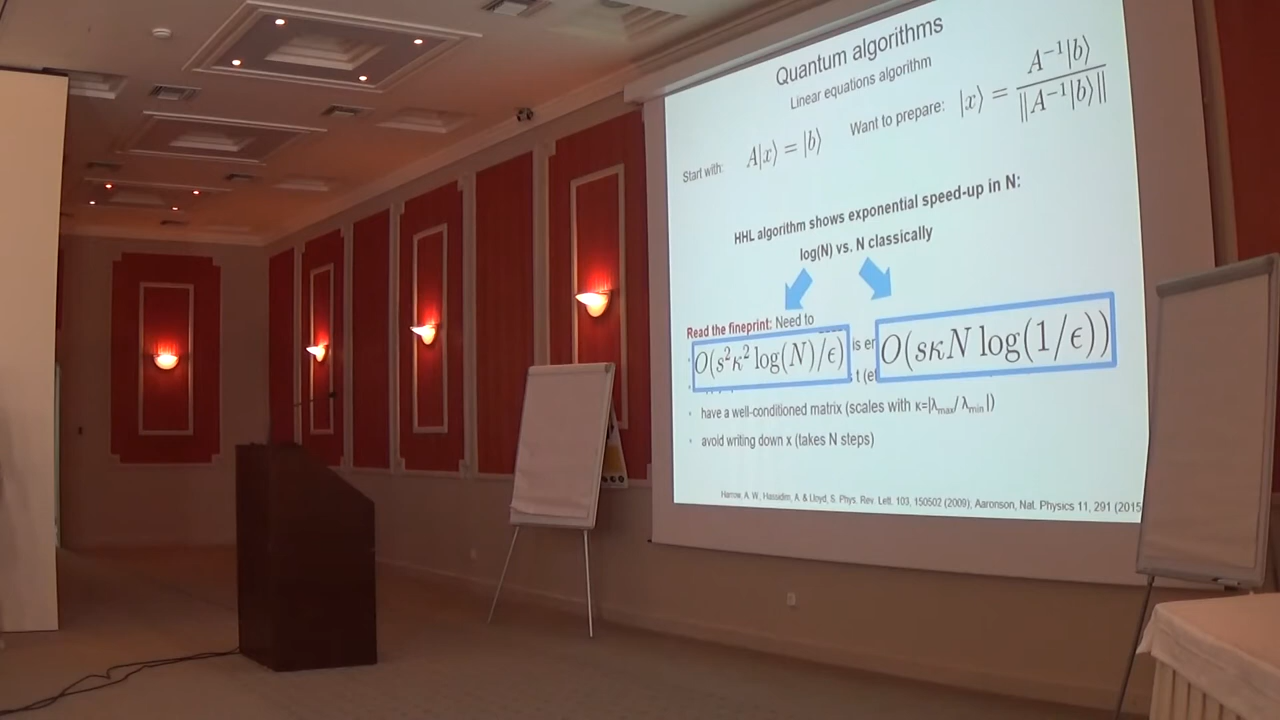 Quantum algorithms
Linear equations algorithm
Start with: A|x⟩ = |b⟩ Want to prepare: |x⟩ = A⁻¹|b⟩ / ||A⁻¹|b⟩||
HHL algorithm shows exponential speed-up in N:
log(N) vs. N classically
Read the fineprint: Need to
O(s²κ² log(N)/ϵ) is O(sκN log(1/ϵ))
• have a well-conditioned matrix (scales with κ=|λmax/ λmin|)
• avoid writing down x (takes N steps)
Harrow, A. W., Hassidim, A. & Lloyd, S. Phys. Rev. Lett. 103, 150502 (2009), Aaronson, Nat. Physics 11, 291 (2015